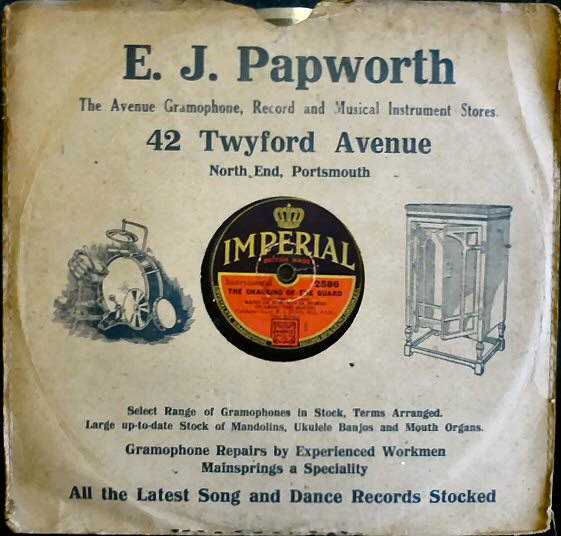 E. J. Papworth
The Avenue Gramophone, Record and Musical Instrument Stores.
42 Twyford Avenue
North End, Portsmouth
IMPERIAL
BRITISH MADE
Instrumental
2586
THE CHANGING OF THE GUARD
Select Range of Gramophones in Stock, Terms Arranged.
Large up-to-date Stock of Mandolins, Ukulele Banjos and Mouth Organs.
Gramophone Repairs by Experienced Workmen
Mainsprings a Speciality
All the Latest Song and Dance Records Stocked